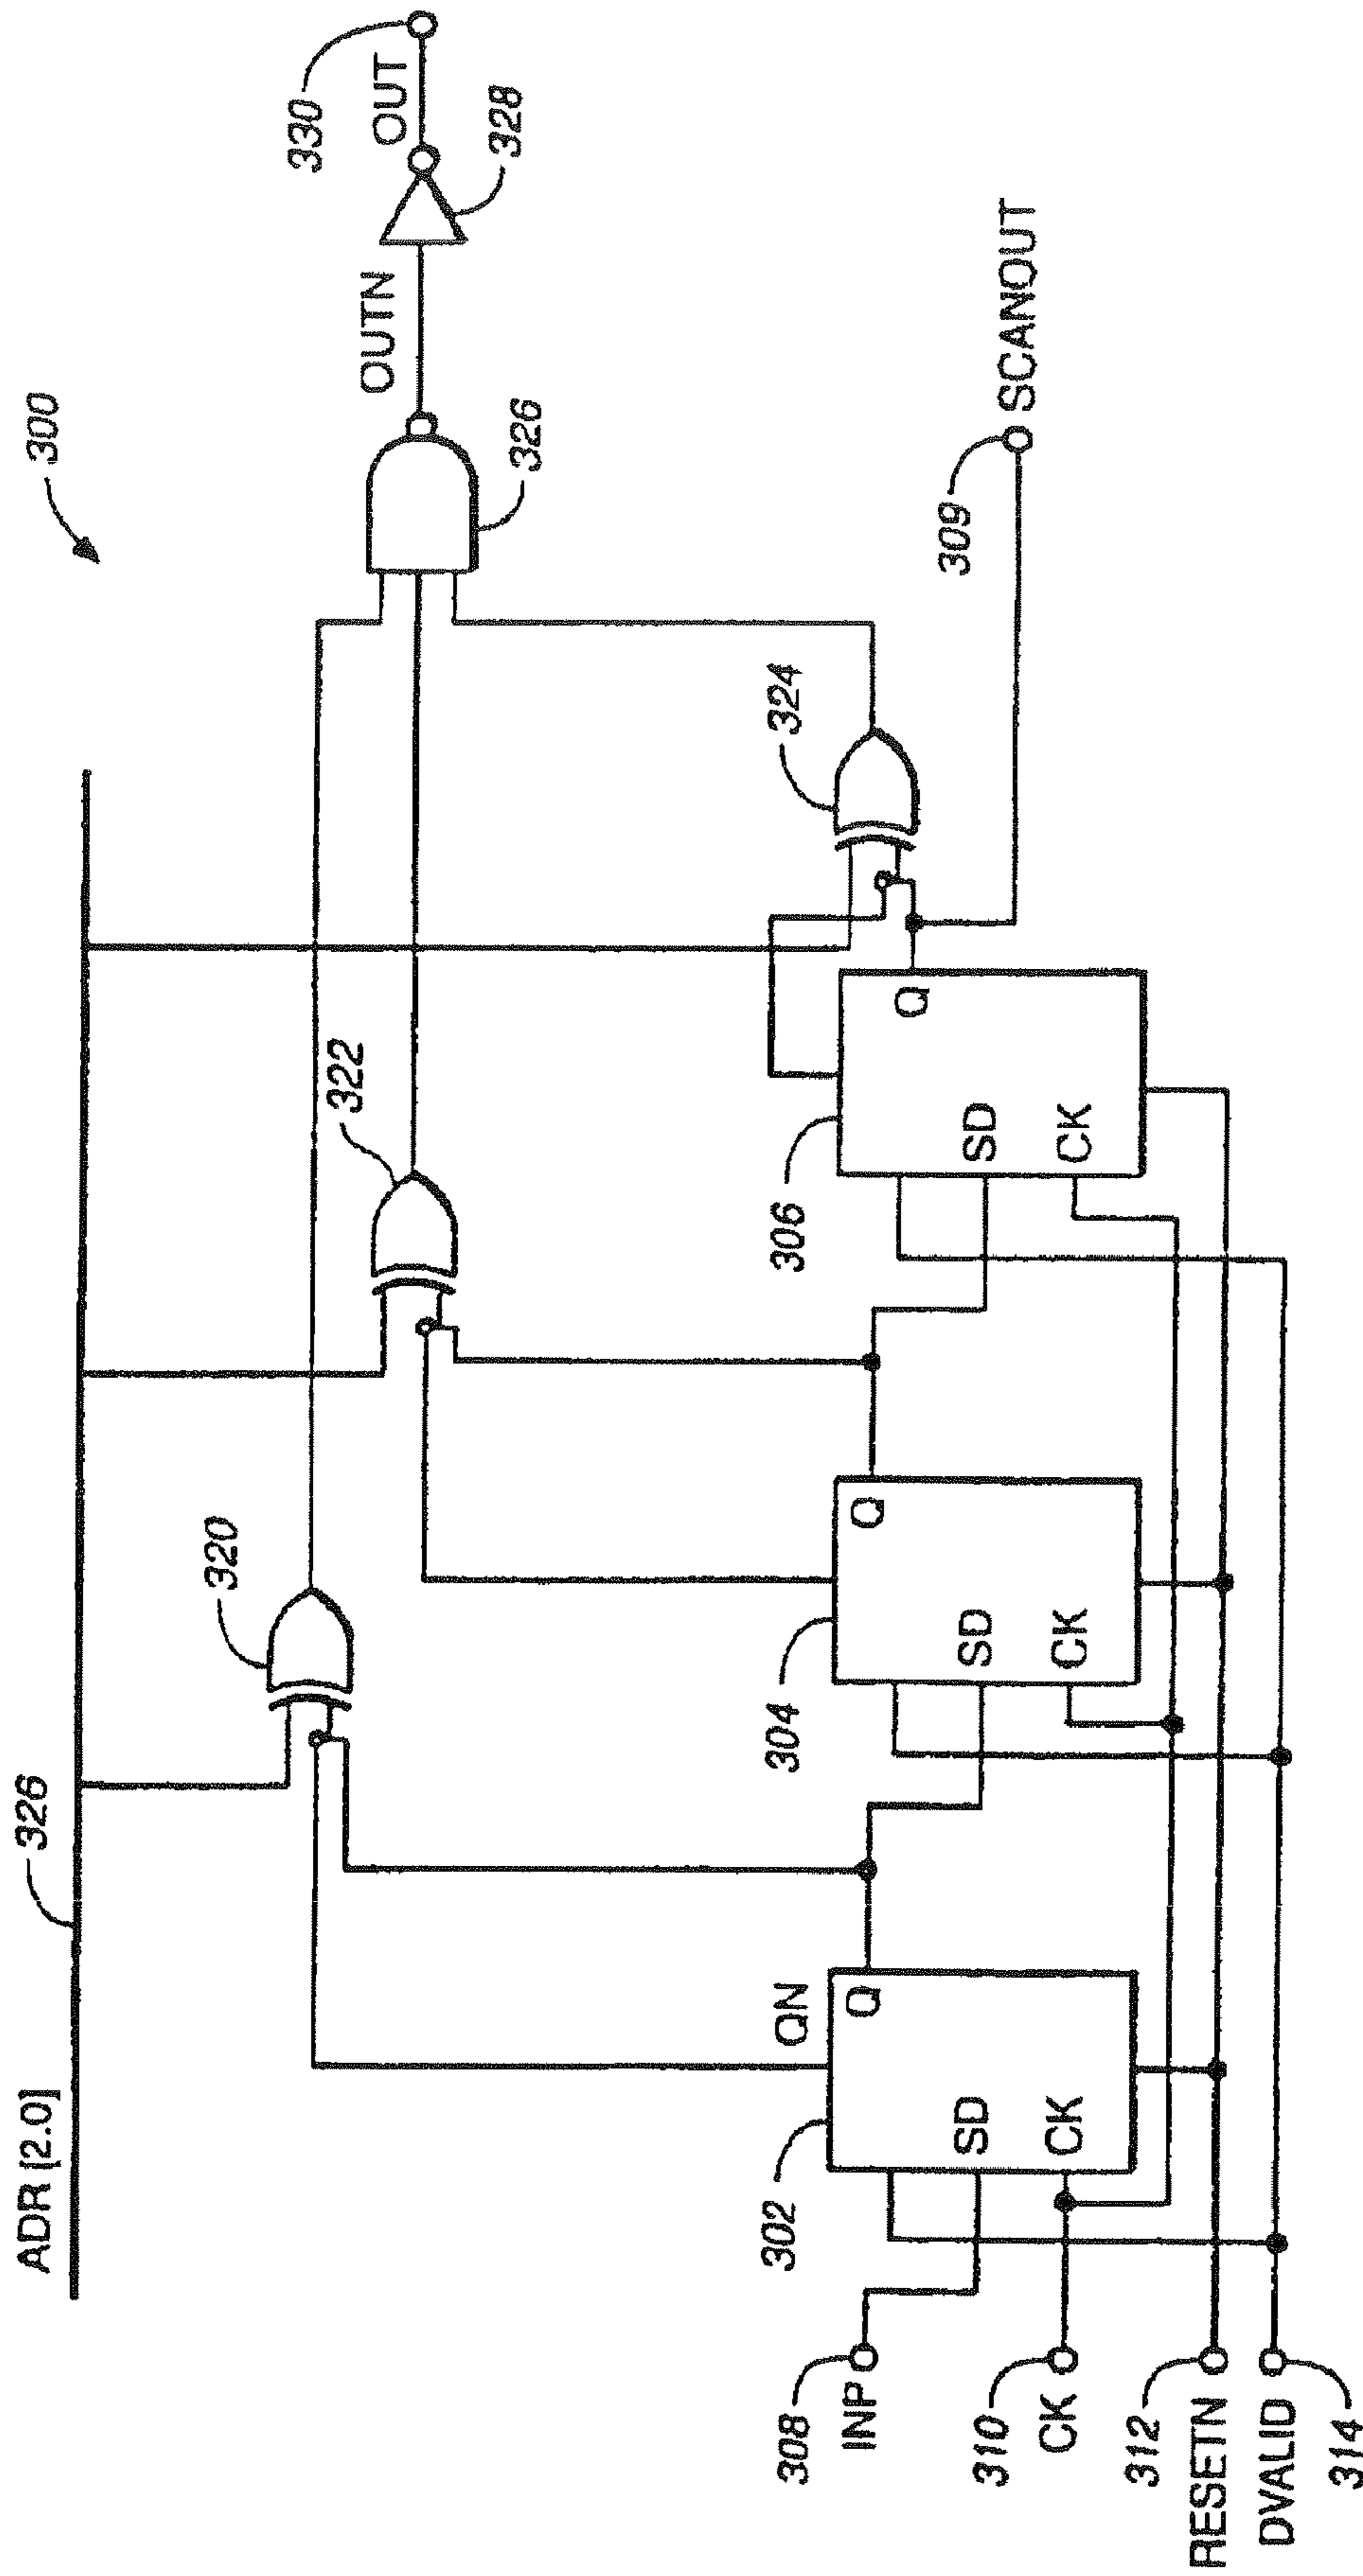 300
ADR [2.0]
326
320
322
324
326
OUTN
328
OUT
330
302
QN
Q
SD
CK
304
Q
SD
CK
306
Q
SD
CK
309
SCANOUT
308
INP
310
CK
312
RESETN
DVALID
314